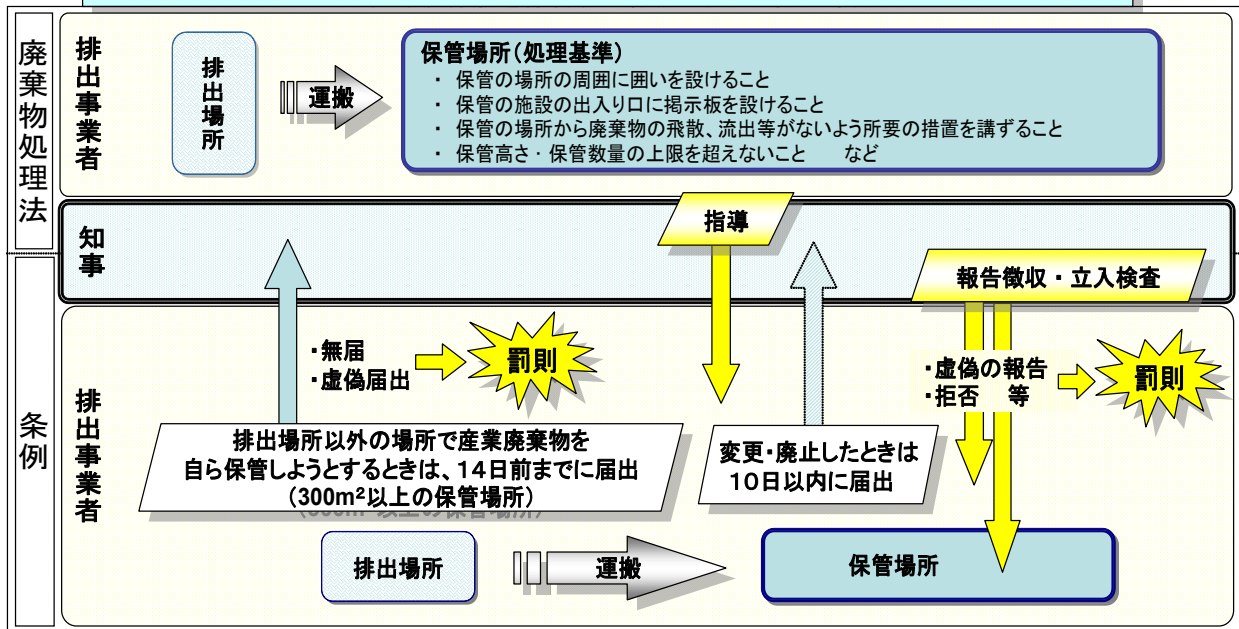 廃棄物処理法
排出事業者
排出場所
運搬
保管場所(処理基準)
・ 保管の場所の周囲に囲いを設けること
・ 保管の施設の出入り口に掲示板を設けること
・ 保管の場所から廃棄物の飛散、流出等がないよう所要の措置を講ずること
・ 保管高さ・保管数量の上限を超えないこと　など
知事
指導
報告徴収・立入検査
条例
排出事業者
・無届
・虚偽届出
罰則
・虚偽の報告
・拒否　等
罰則
排出場所以外の場所で産業廃棄物を
自ら保管しようとするときは、14日前までに届出
(300m²以上の保管場所)
変更・廃止したときは
10日以内に届出
排出場所
運搬
保管場所